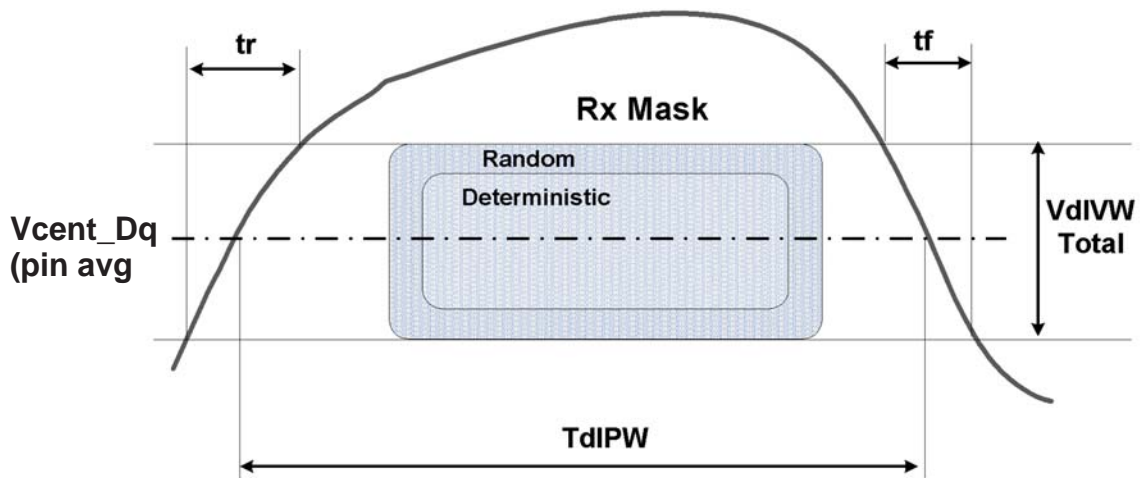 tr
tf
Rx Mask
Random
Deterministic
Vcent_Dq
(pin avg
VdIVW
Total
TdIPW